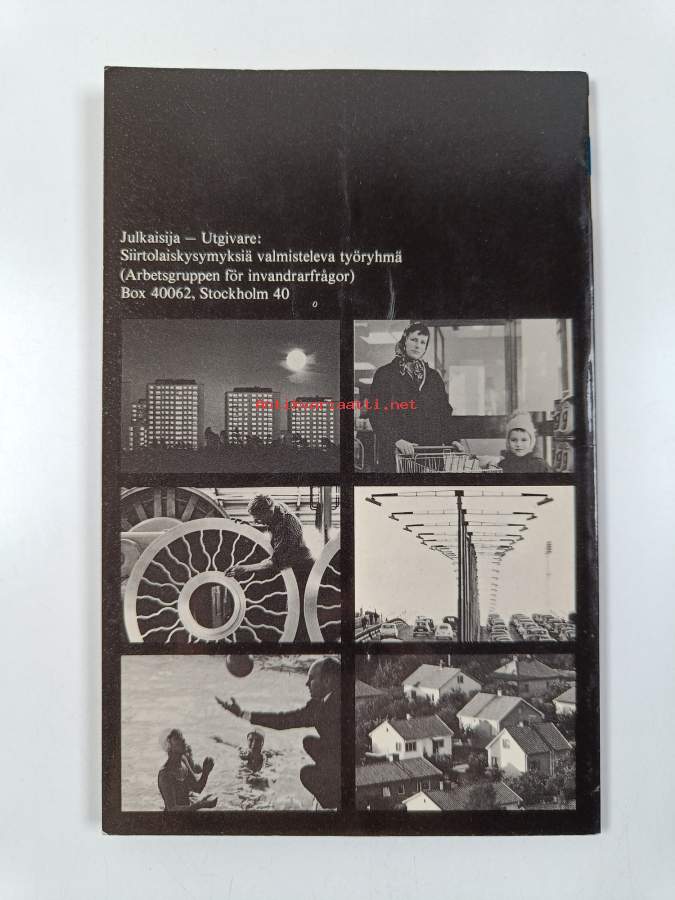 Julkaisija – Utgivare:
Siirtolaiskysymyksiä valmisteleva työryhmä
(Arbetsgruppen för invandrarfrågor)
Box 40062, Stockholm 40
Antikvariaatti.net